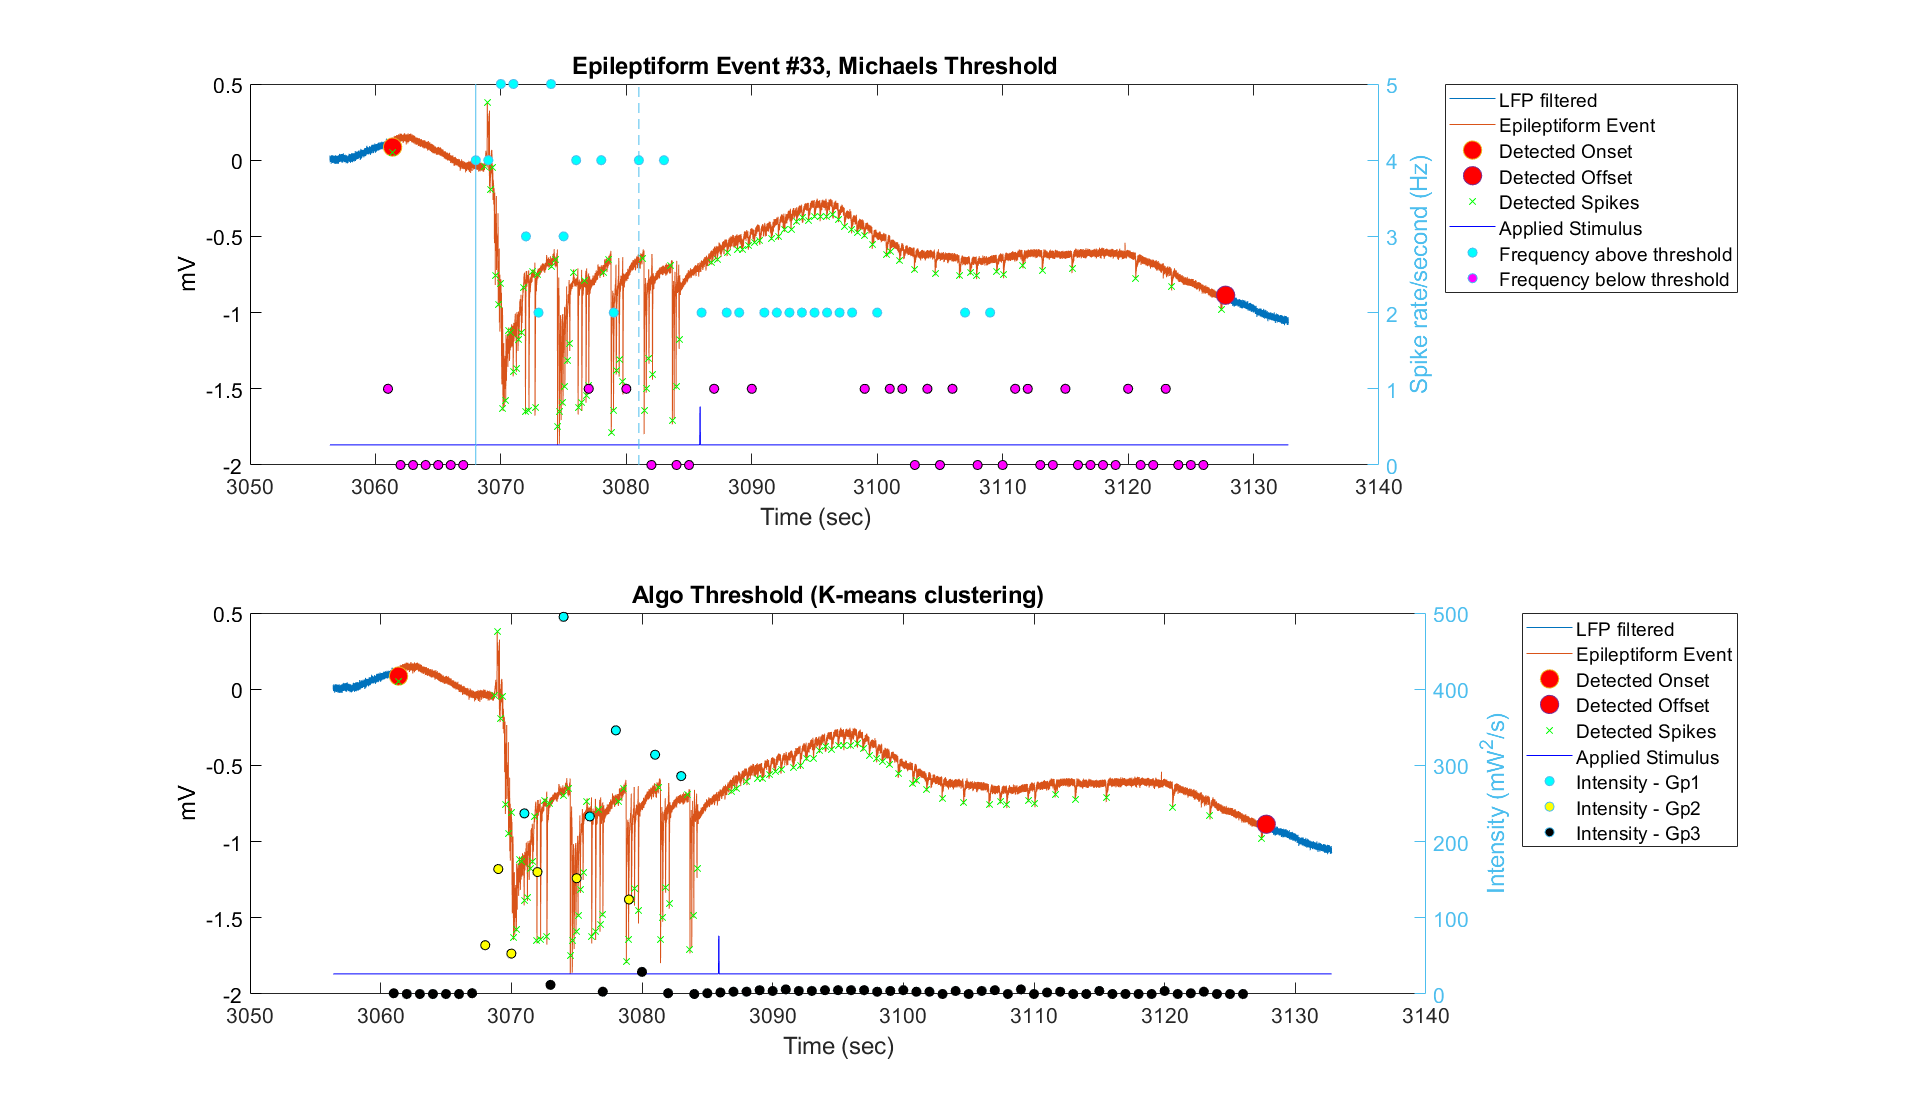 Epileptiform Event #33, Michaels Threshold
0.5
0
-0.5
-1
-1.5
-2
mV
3050
3060
3070
3080
3090
3100
3110
3120
3130
3140
Time (sec)
5
4
3
2
1
0
Spike rate/second (Hz)
LFP filtered
Epileptiform Event
Detected Onset
Detected Offset
Detected Spikes
Applied Stimulus
Frequency above threshold
Frequency below threshold
Algo Threshold (K-means clustering)
0.5
0
-0.5
-1
-1.5
-2
mV
3050
3060
3070
3080
3090
3100
3110
3120
3130
3140
Time (sec)
500
400
300
200
100
0
Intensity (mW²/s)
LFP filtered
Epileptiform Event
Detected Onset
Detected Offset
Detected Spikes
Applied Stimulus
Intensity - Gp1
Intensity - Gp2
Intensity - Gp3